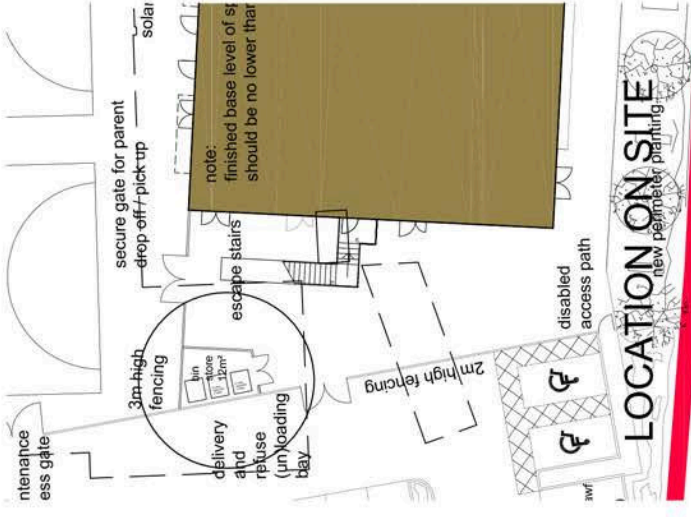 solar
secure gate for parent
drop off / pick up
note:
finished base level of sp
should be no lower than
escape stairs
3m high
fencing
bin
store
12m²
delivery
and
refuse
(un)loading
bay
ntenance
ess gate
2m high fencing
disabled
access path
new perimeter planting
LOCATION ON SITE
awf